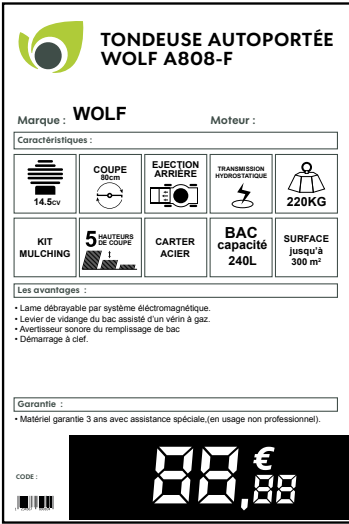 TONDEUSE AUTOPORTÉE
WOLF A808-F
Marque : WOLF
Moteur :
Caractéristiques :
14.5cv
COUPE
80cm
EJECTION
ARRIÈRE
TRANSMISSION
HYDROSTATIQUE
220KG
KIT
MULCHING
5 HAUTEURS
DE COUPE
CARTER
ACIER
BAC
capacité
240L
SURFACE
jusqu'à
300 m²
Les avantages :
• Lame débrayable par système éléctromagnétique.
• Levier de vidange du bac assisté d'un vérin à gaz.
• Avertisseur sonore du remplissage de bac
• Démarrage à clef.
Garantie :
• Matériel garantie 3 ans avec assistance spéciale,(en usage non professionnel).
CODE :
88,88 €